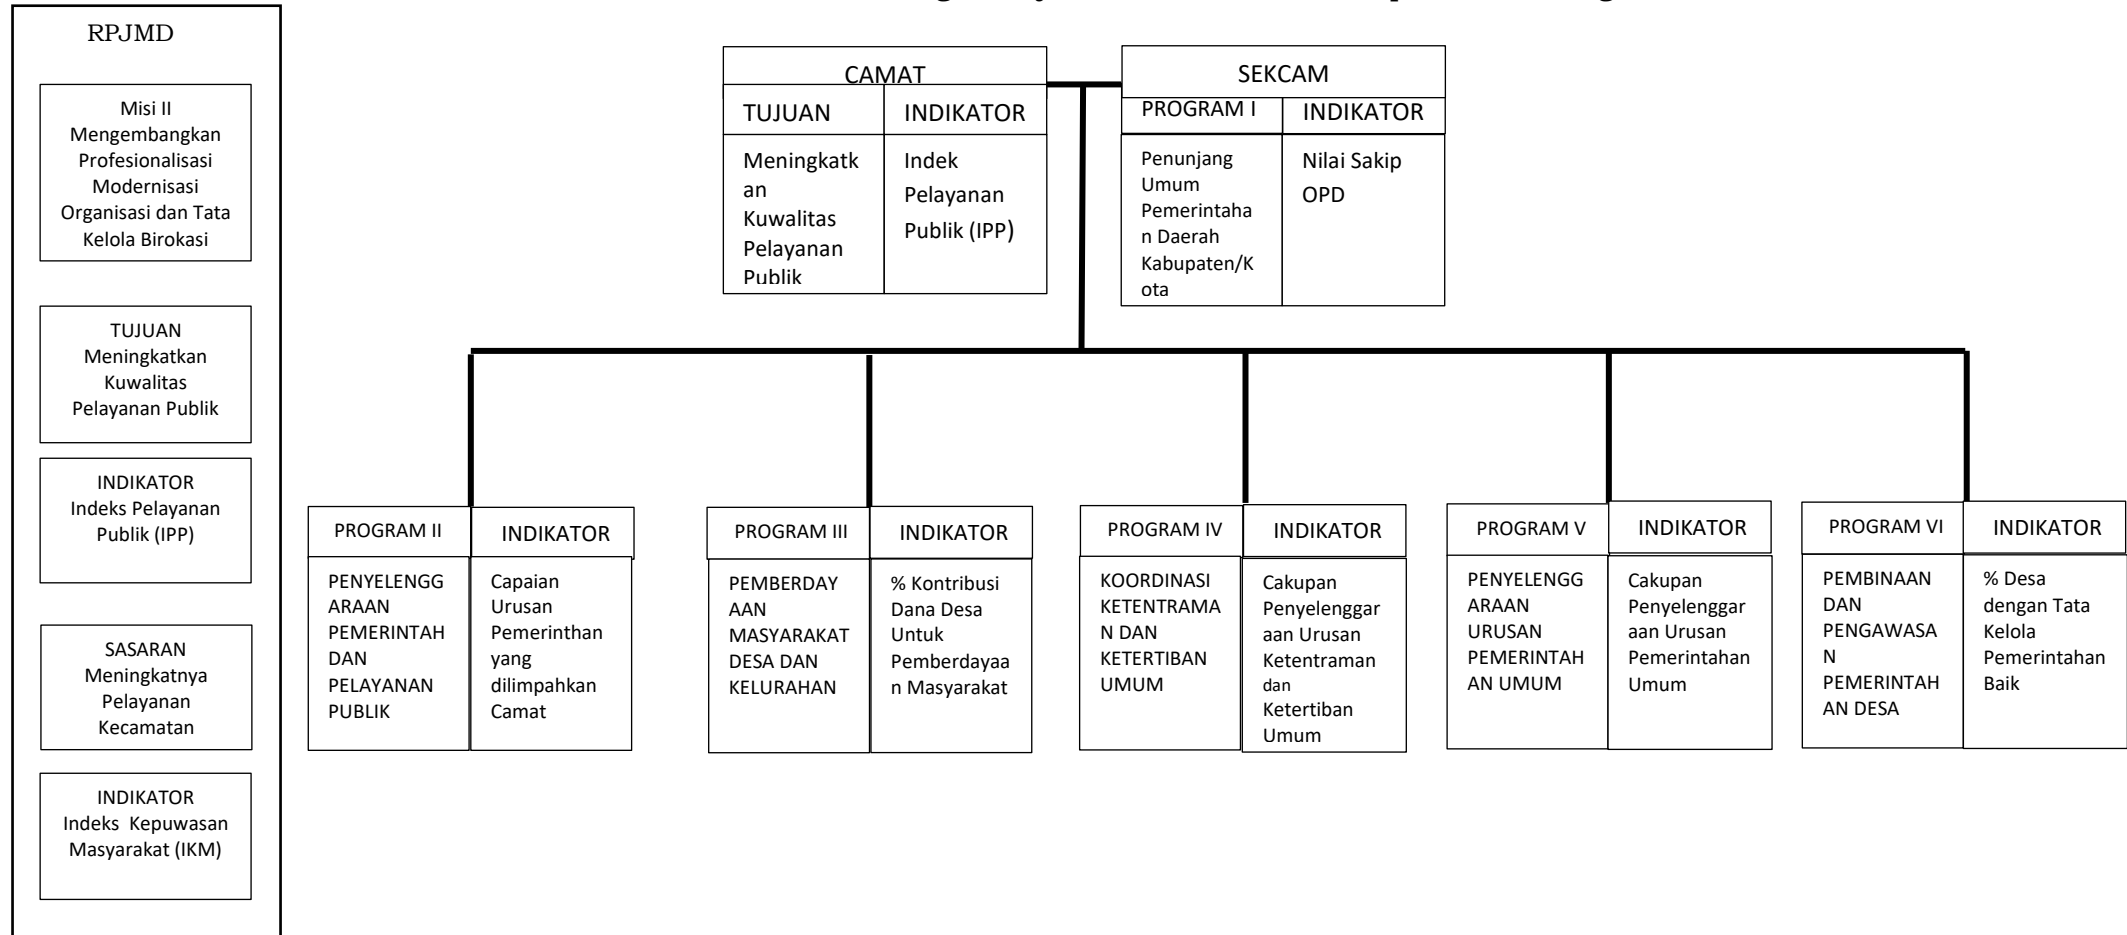 RPJMD
Misi II
Mengembangkan
Profesionalisasi
Modernisasi
Organisasi dan Tata
Kelola Birokasi
TUJUAN
Meningkatkan
Kuwalitas
Pelayanan Publik
INDIKATOR
Indeks Pelayanan
Publik (IPP)
SASARAN
Meningkatnya
Pelayanan
Kecamatan
INDIKATOR
Indeks Kepuwasan
Masyarakat (IKM)
CAMAT
TUJUAN
INDIKATOR
Meningkatk
an
Kuwalitas
Pelayanan
Publik
Indek
Pelayanan
Publik (IPP)
SEKCAM
PROGRAM I
INDIKATOR
Penunjang
Umum
Pemerintaha
n Daerah
Kabupaten/K
ota
Nilai Sakip
OPD
PROGRAM II
INDIKATOR
PENYELENGG
ARAAN
PEMERINTAH
DAN
PELAYANAN
PUBLIK
Capaian
Urusan
Pemerinthan
yang
dilimpahkan
Camat
PROGRAM III
INDIKATOR
PEMBERDAY
AAN
MASYARAKAT
DESA DAN
KELURAHAN
% Kontribusi
Dana Desa
Untuk
Pemberdayaa
n Masyarakat
PROGRAM IV
INDIKATOR
KOORDINASI
KETENTRAMA
N DAN
KETERTIBAN
UMUM
Cakupan
Penyelenggar
aan Urusan
Ketentraman
dan
Ketertiban
Umum
PROGRAM V
INDIKATOR
PENYELENGG
ARAAN
URUSAN
PEMERINTAH
AN UMUM
Cakupan
Penyelenggar
aan Urusan
Pemerintahan
Umum
PROGRAM VI
INDIKATOR
PEMBINAAN
DAN
PENGAWASA
N
PEMERINTAH
AN DESA
% Desa
dengan Tata
Kelola
Pemerintahan
Baik